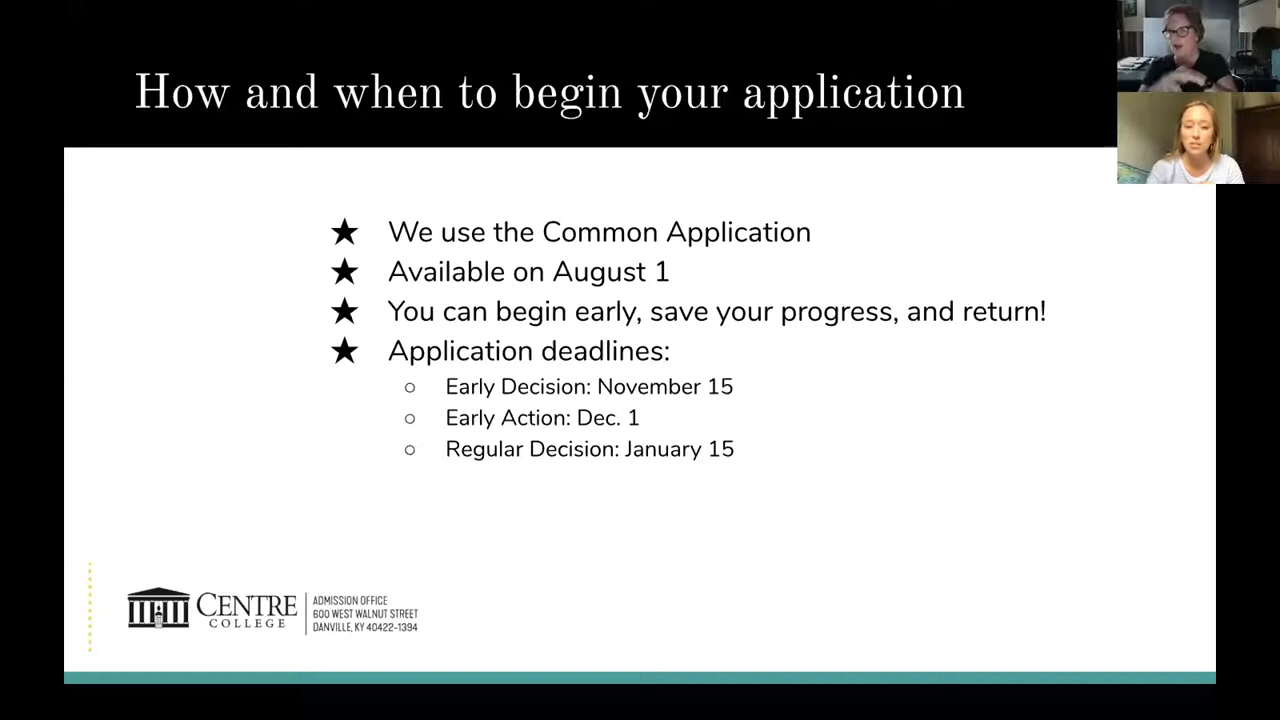 How and when to begin your application
★ We use the Common Application
★ Available on August 1
★ You can begin early, save your progress, and return!
★ Application deadlines:
○ Early Decision: November 15
○ Early Action: Dec. 1
○ Regular Decision: January 15
CENTRE
COLLEGE
ADMISSION OFFICE
600 WEST WALNUT STREET
DANVILLE, KY 40422-1394